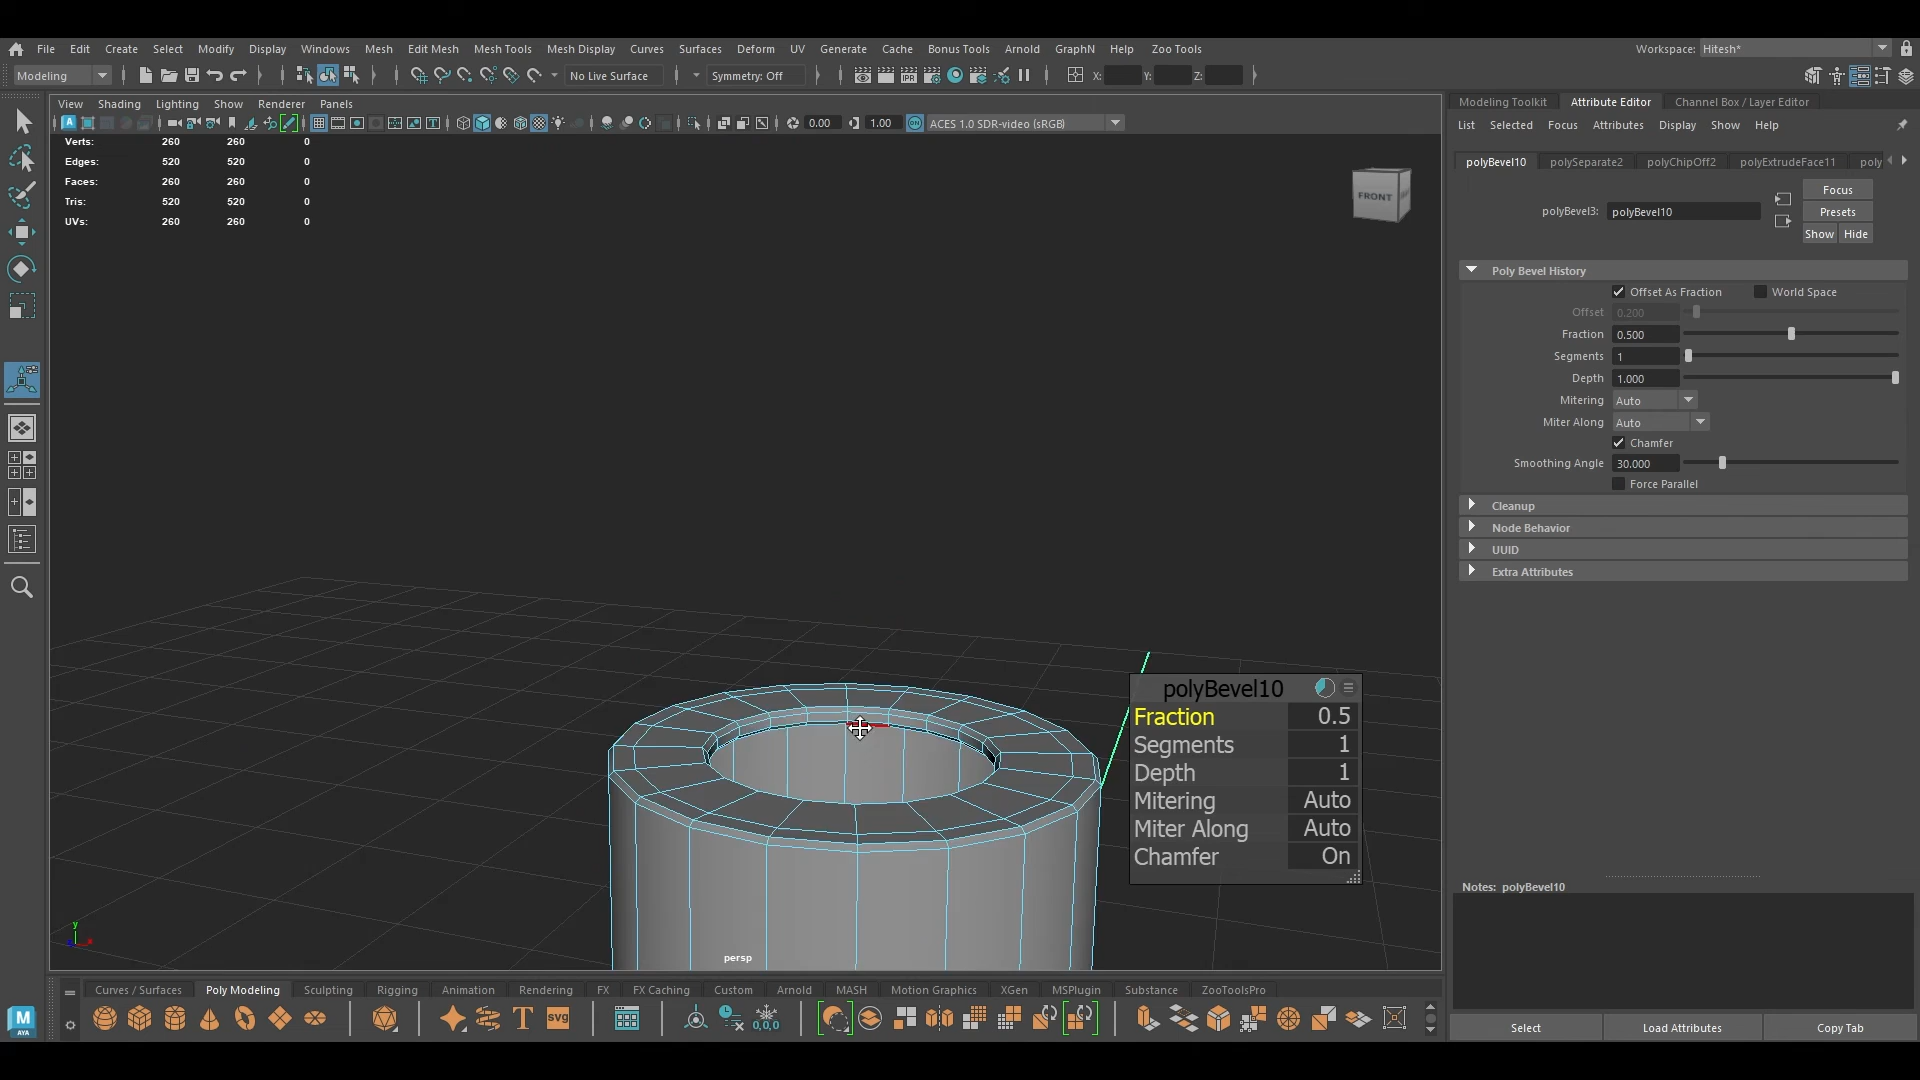 File Edit Create Select Modify Display Windows Mesh Edit Mesh Mesh Tools Mesh Display Curves Surfaces Deform UV Generate Cache Bonus Tools Arnold GraphN Help Zoo Tools Workspace: Hitesh*
Modeling No Live Surface Symmetry: Off IPR X: Y: Z:
View Shading Lighting Show Renderer Panels
0.00 1.00 ON ACES 1.0 SDR-video (sRGB)
Verts: 260 260 0
Edges: 520 520 0
Faces: 260 260 0
Tris: 520 520 0
UVs: 260 260 0
FRONT
Modeling Toolkit Attribute Editor Channel Box / Layer Editor
List Selected Focus Attributes Display Show Help
polyBevel10 polySeparate2 polyChipOff2 polyExtrudeFace11 poly
Focus
polyBevel3: polyBevel10 Presets
Show Hide
Poly Bevel History
Offset As Fraction World Space
Offset 0.200
Fraction 0.500
Segments 1
Depth 1.000
Mitering Auto
Miter Along Auto
Chamfer
Smoothing Angle 30.000
Force Parallel
Cleanup
Node Behavior
UUID
Extra Attributes
polyBevel10
Fraction 0.5
Segments 1
Depth 1
Mitering Auto
Miter Along Auto
Chamfer On
Notes: polyBevel10
y
x
persp
Curves / Surfaces Poly Modeling Sculpting Rigging Animation Rendering FX FX Caching Custom Arnold MASH Motion Graphics XGen MSPlugin Substance ZooToolsPro
M
AYA
T svg 0,0,0
Select Load Attributes Copy Tab